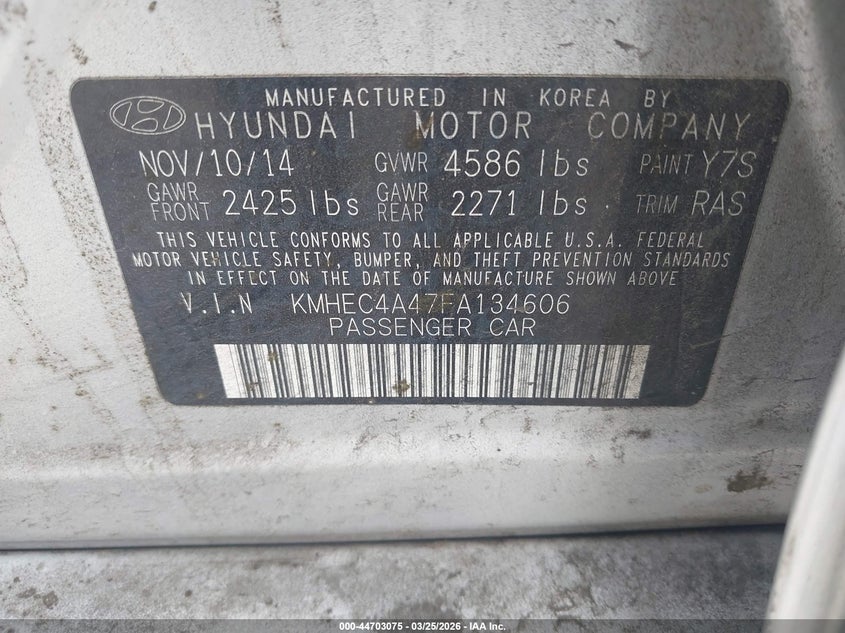 MANUFACTURED IN KOREA BY
HYUNDAI MOTOR COMPANY
NOV/10/14 GVWR 4586 lbs PAINT Y7S
GAWR FRONT 2425 lbs GAWR REAR 2271 lbs. TRIM RAS
THIS VEHICLE CONFORMS TO ALL APPLICABLE U.S.A. FEDERAL
MOTOR VEHICLE SAFETY, BUMPER, AND THEFT PREVENTION STANDARDS
IN EFFECT ON THE DATE OF MANUFACTURE SHOWN ABOVE
V.I.N KMHEC4A47FA134606
PASSENGER CAR
000-44703075 — 03/25/2026 — IAA Inc.